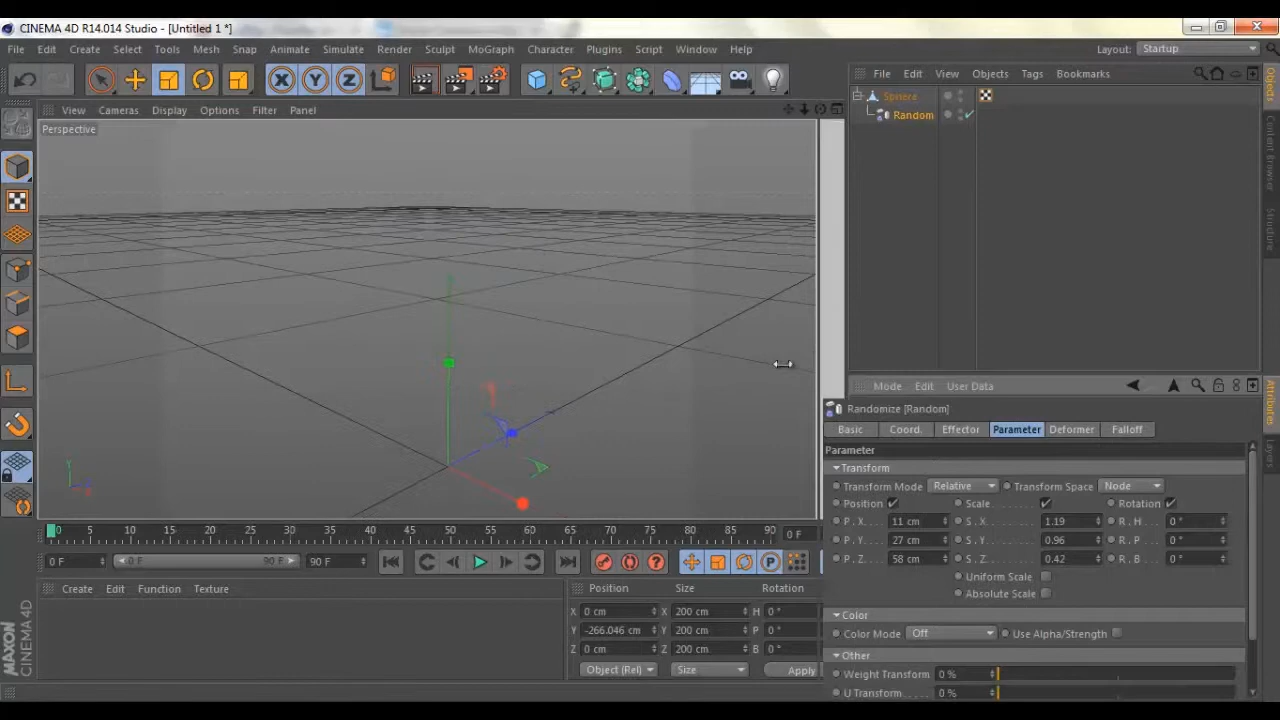 CINEMA 4D R14.014 Studio - [Untitled 1 *]
File Edit Create Select Tools Mesh Snap Animate Simulate Render Sculpt MoGraph Character Plugins Script Window Help Layout: Startup
X Y Z
File Edit View Objects Tags Bookmarks
Sphere
Random
Objects
Content Browser
Structure
View Cameras Display Options Filter Panel
Perspective
Y
Mode Edit User Data
Randomize [Random]
Basic Coord. Effector Parameter Deformer Falloff
Attributes
Layers
Parameter
Transform
Transform Mode Relative Transform Space Node
Position Scale Rotation
P . X 11 cm S . X 1.19 R . H 0 °
P . Y 27 cm S . Y 0.96 R . P 0 °
P . Z 58 cm S . Z 0.42 R . B 0 °
Uniform Scale
Absolute Scale
Color
Color Mode Off Use Alpha/Strength
Other
Weight Transform 0 %
U Transform 0 %
0 5 10 15 20 25 30 35 40 45 50 55 60 65 70 75 80 85 90 0 F
0 F 0 F 90 F 90 F
? P
Create Edit Function Texture
Position Size Rotation
X 0 cm X 200 cm H 0 °
Y -266.046 cm Y 200 cm P 0 °
Z 0 cm Z 200 cm B 0 °
Object (Rel) Size Apply
MAXON
CINEMA 4D